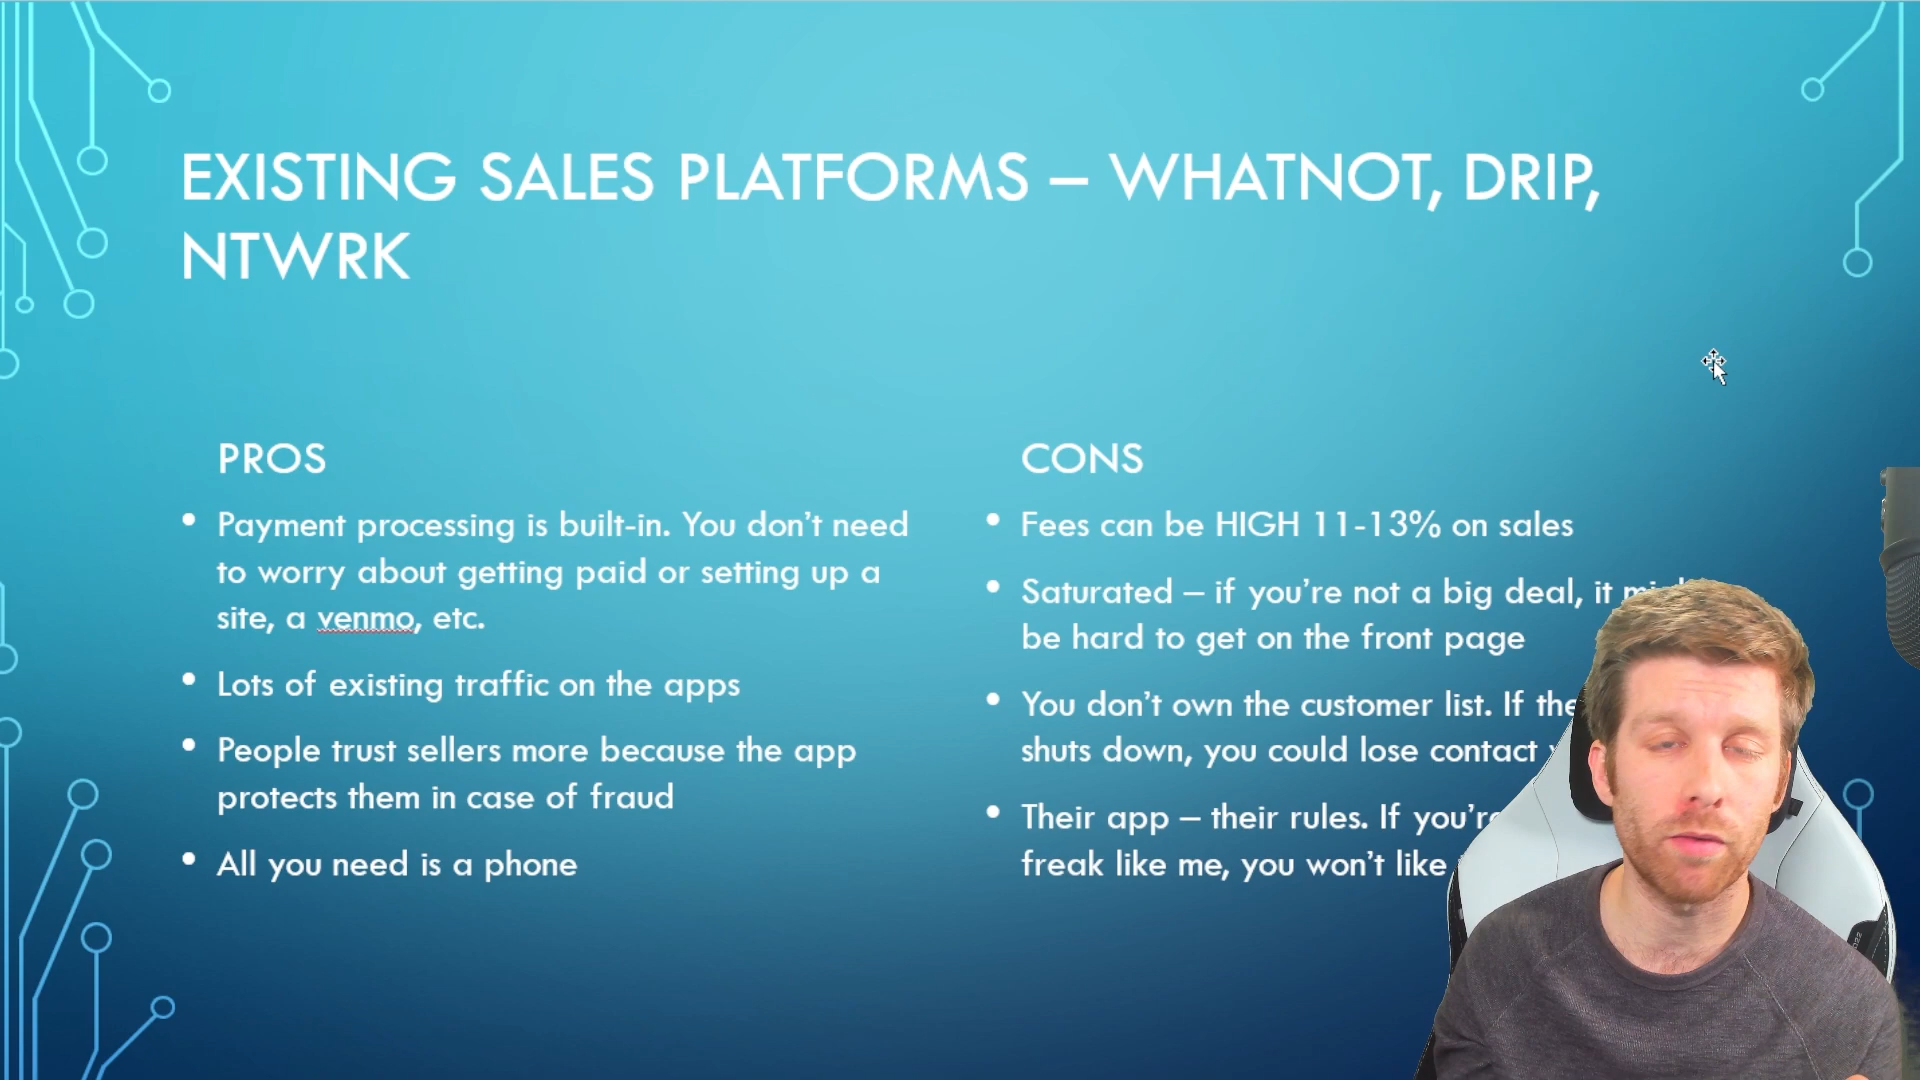 EXISTING SALES PLATFORMS – WHATNOT, DRIP,
NTWRK
PROS
• Payment processing is built-in. You don't need
to worry about getting paid or setting up a
site, a venmo, etc.
• Lots of existing traffic on the apps
• People trust sellers more because the app
protects them in case of fraud
• All you need is a phone
CONS
• Fees can be HIGH 11-13% on sales
• Saturated – if you're not a big deal, it
be hard to get on the front page
• You don't own the customer list. If
shuts down, you could lose contact
• Their app – their rules. If you're
freak like me, you won't like